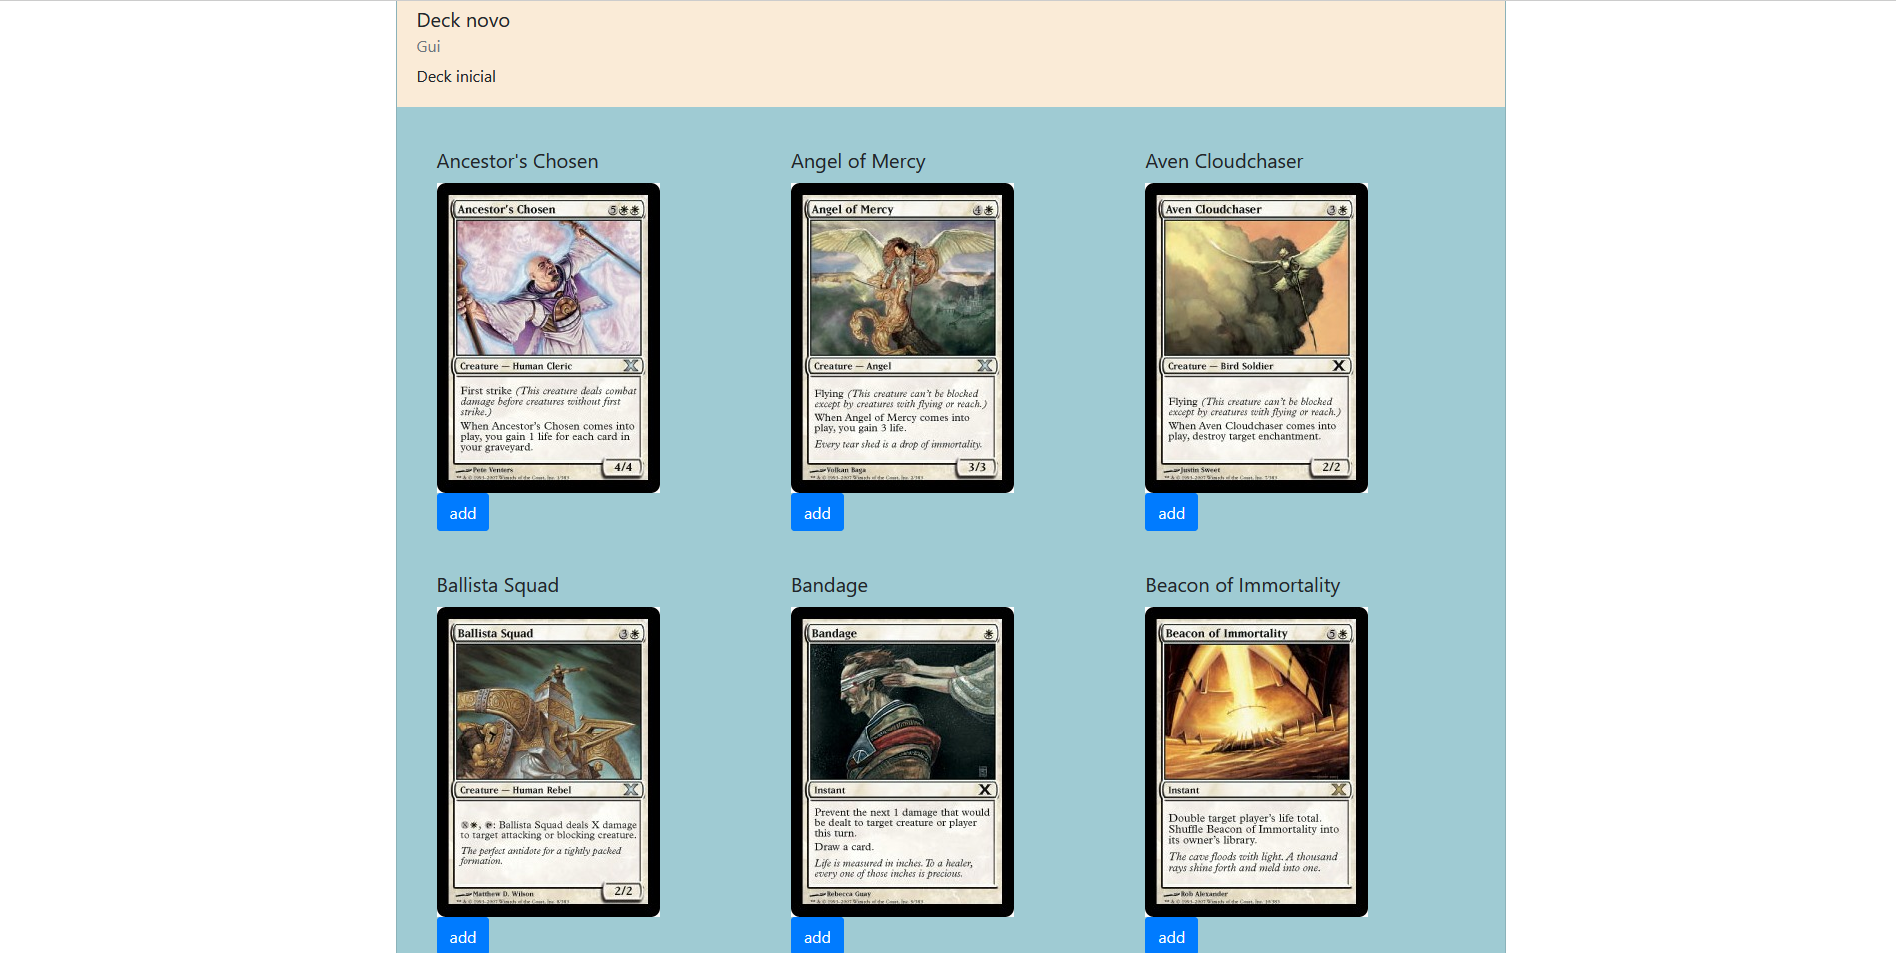 Deck novo
Gui
Deck inicial
Ancestor's Chosen
Angel of Mercy
Aven Cloudchaser
Ancestor's Chosen 5
First strike (This creature deals combat
damage before creatures without first
strike.)
When Ancestor's Chosen comes into
play, you gain 1 life for each card in
your graveyard.
Creature — Human Cleric
Pete Venters
4/4
Angel of Mercy 4
Creature — Angel
Flying (This creature can't be blocked
except by creatures with flying or reach.)
When Angel of Mercy comes into
play, you gain 3 life.
Every tear shed is a drop of immortality.
Volkan Baga
3/3
Aven Cloudchaser 3
Creature — Bird Soldier
Flying (This creature can't be blocked
except by creatures with flying or reach.)
When Aven Cloudchaser comes into
play, destroy target enchantment.
Justin Sweet
2/2
add
add
add
Ballista Squad
Bandage
Beacon of Immortality
Ballista Squad 3
Creature — Human Rebel
: Ballista Squad deals X damage
to target attacking or blocking creature.
The perfect antidote for a tightly packed
formation.
Matthew D. Wilson
2/2
Bandage
Instant
Prevent the next 1 damage that would
be dealt to target creature or player
this turn.
Draw a card.
Life is measured in inches. To a healer,
every one of those inches is precious.
Rebecca Guay
Beacon of Immortality 5
Instant
Double target player's life total.
Shuffle Beacon of Immortality into
its owner's library.
The cave floods with light. A thousand
rays shine forth and meld into one.
Rob Alexander
add
add
add